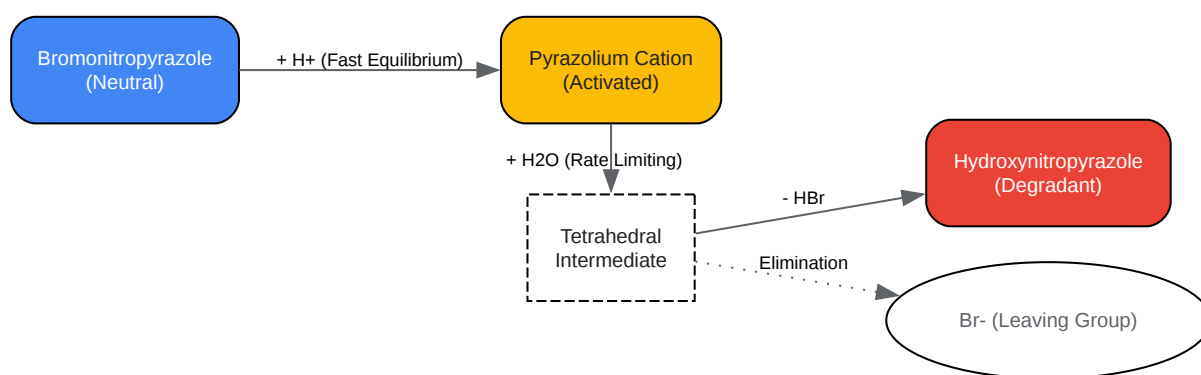 Bromonitropyrazole
(Neutral)
+ H+ (Fast Equilibrium)
Pyrazolium Cation
(Activated)
+ H2O (Rate Limiting)
Tetrahedral
Intermediate
- HBr
Hydroxynitropyrazole
(Degradant)
Elimination
Br- (Leaving Group)